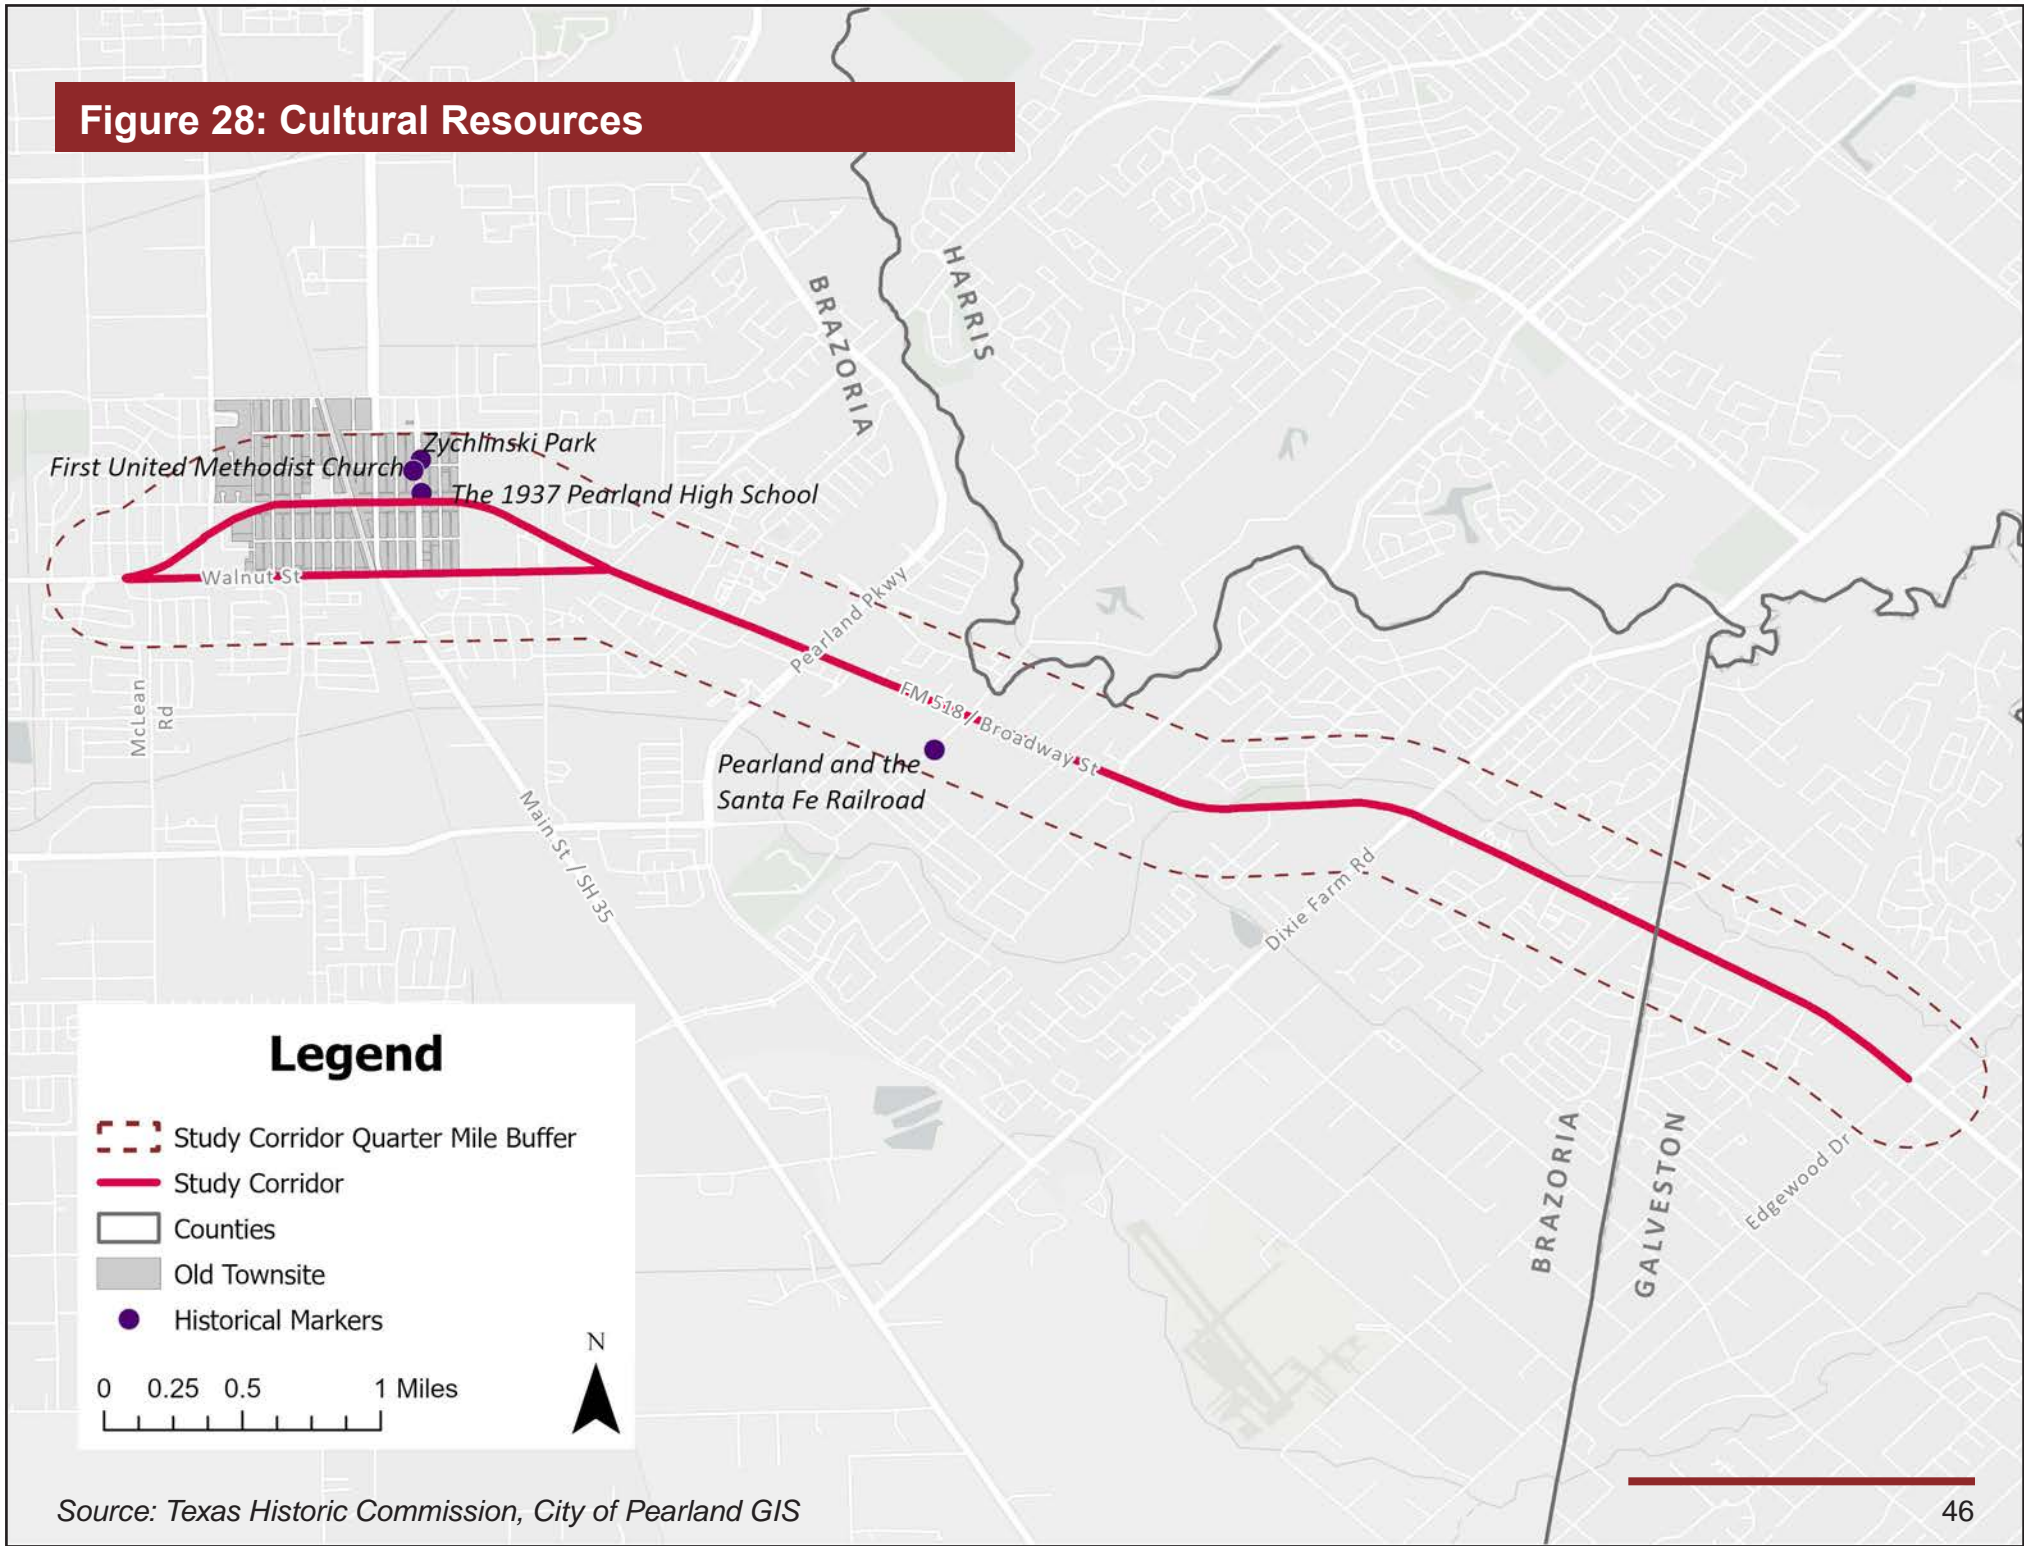 Figure 28: Cultural Resources
HARRIS
BRAZORIA
Zychlinski Park
First United Methodist Church
The 1937 Pearland High School
Walnut St
Pearland Pkwy
McLean
Rd
FM 518 / Broadway St
Pearland and the
Santa Fe Railroad
Main St / SH 35
Dixie Farm Rd
BRAZORIA
GALVESTON
Edgewood Dr
Legend
Study Corridor Quarter Mile Buffer
Study Corridor
Counties
Old Townsite
Historical Markers
N
0 0.25 0.5 1 Miles
Source: Texas Historic Commission, City of Pearland GIS
46